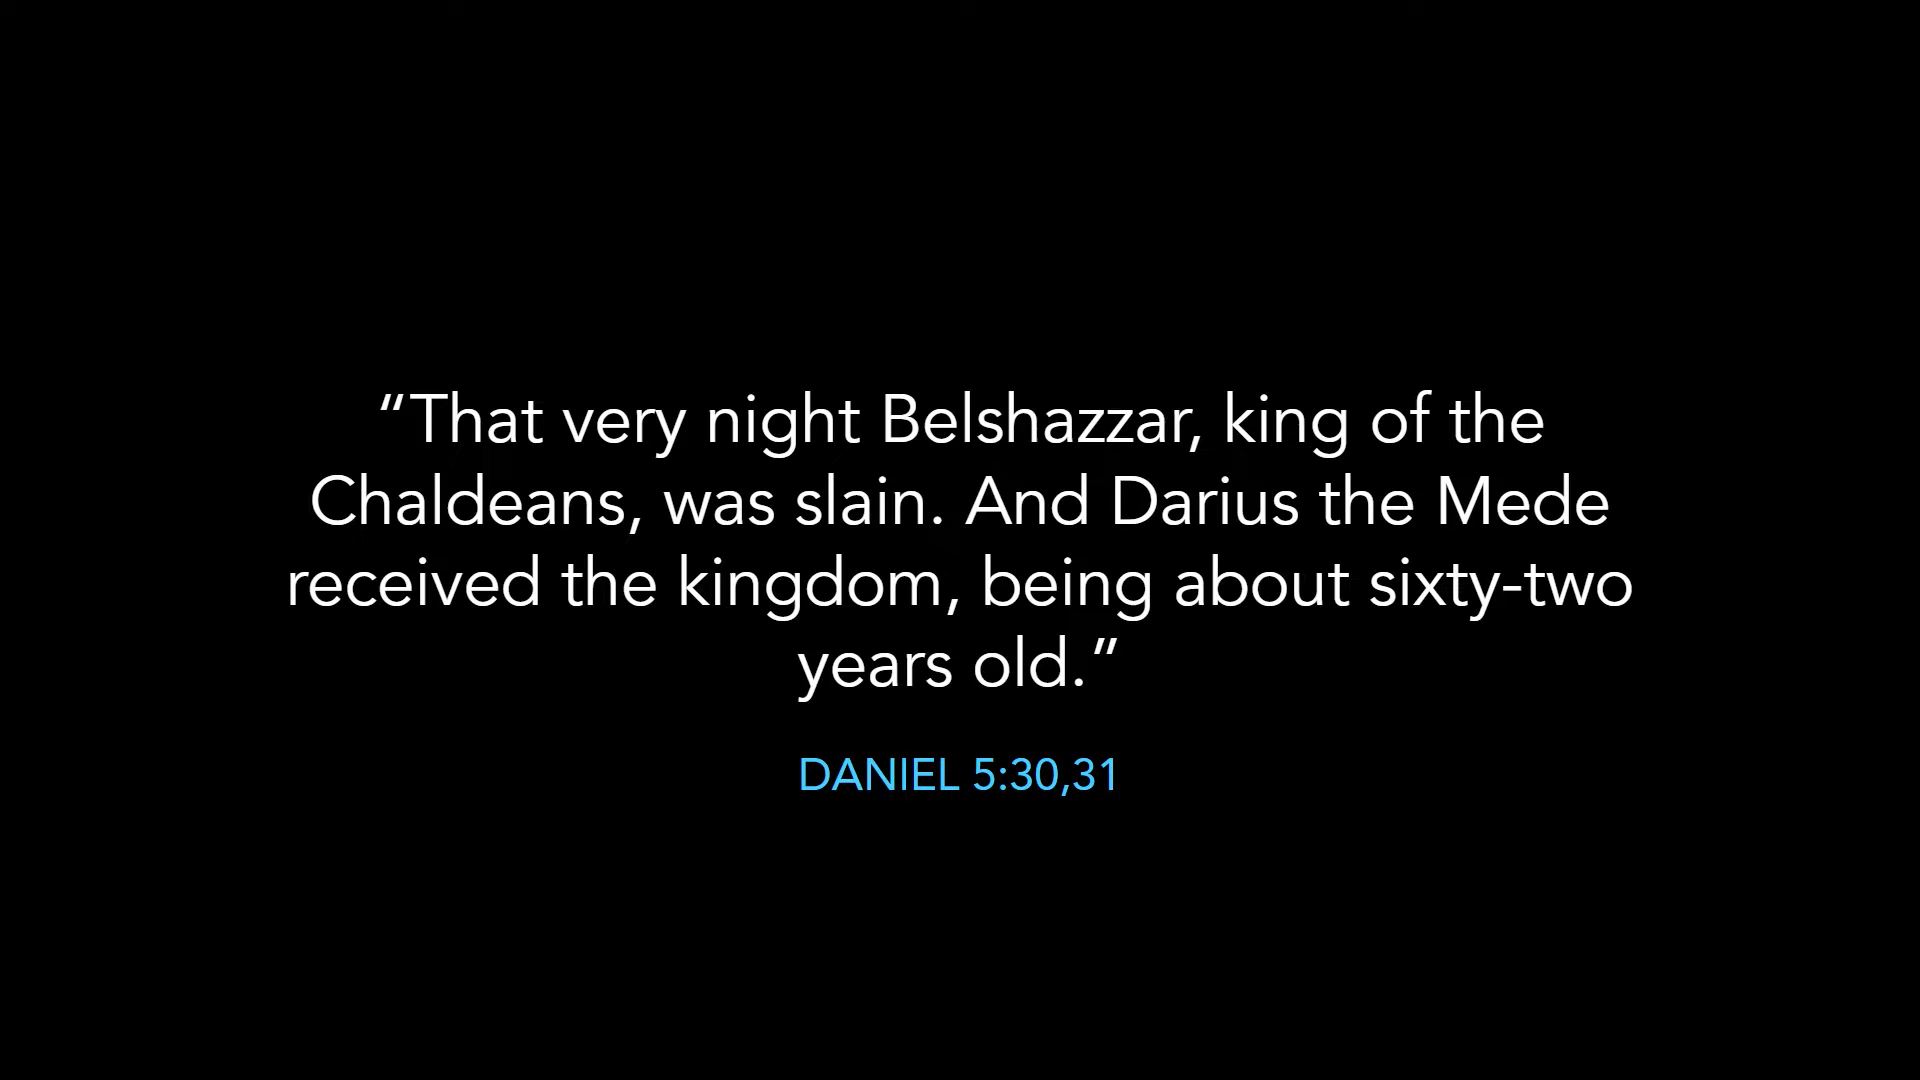 “That very night Belshazzar, king of the
Chaldeans, was slain. And Darius the Mede
received the kingdom, being about sixty-two
years old.”
DANIEL 5:30,31